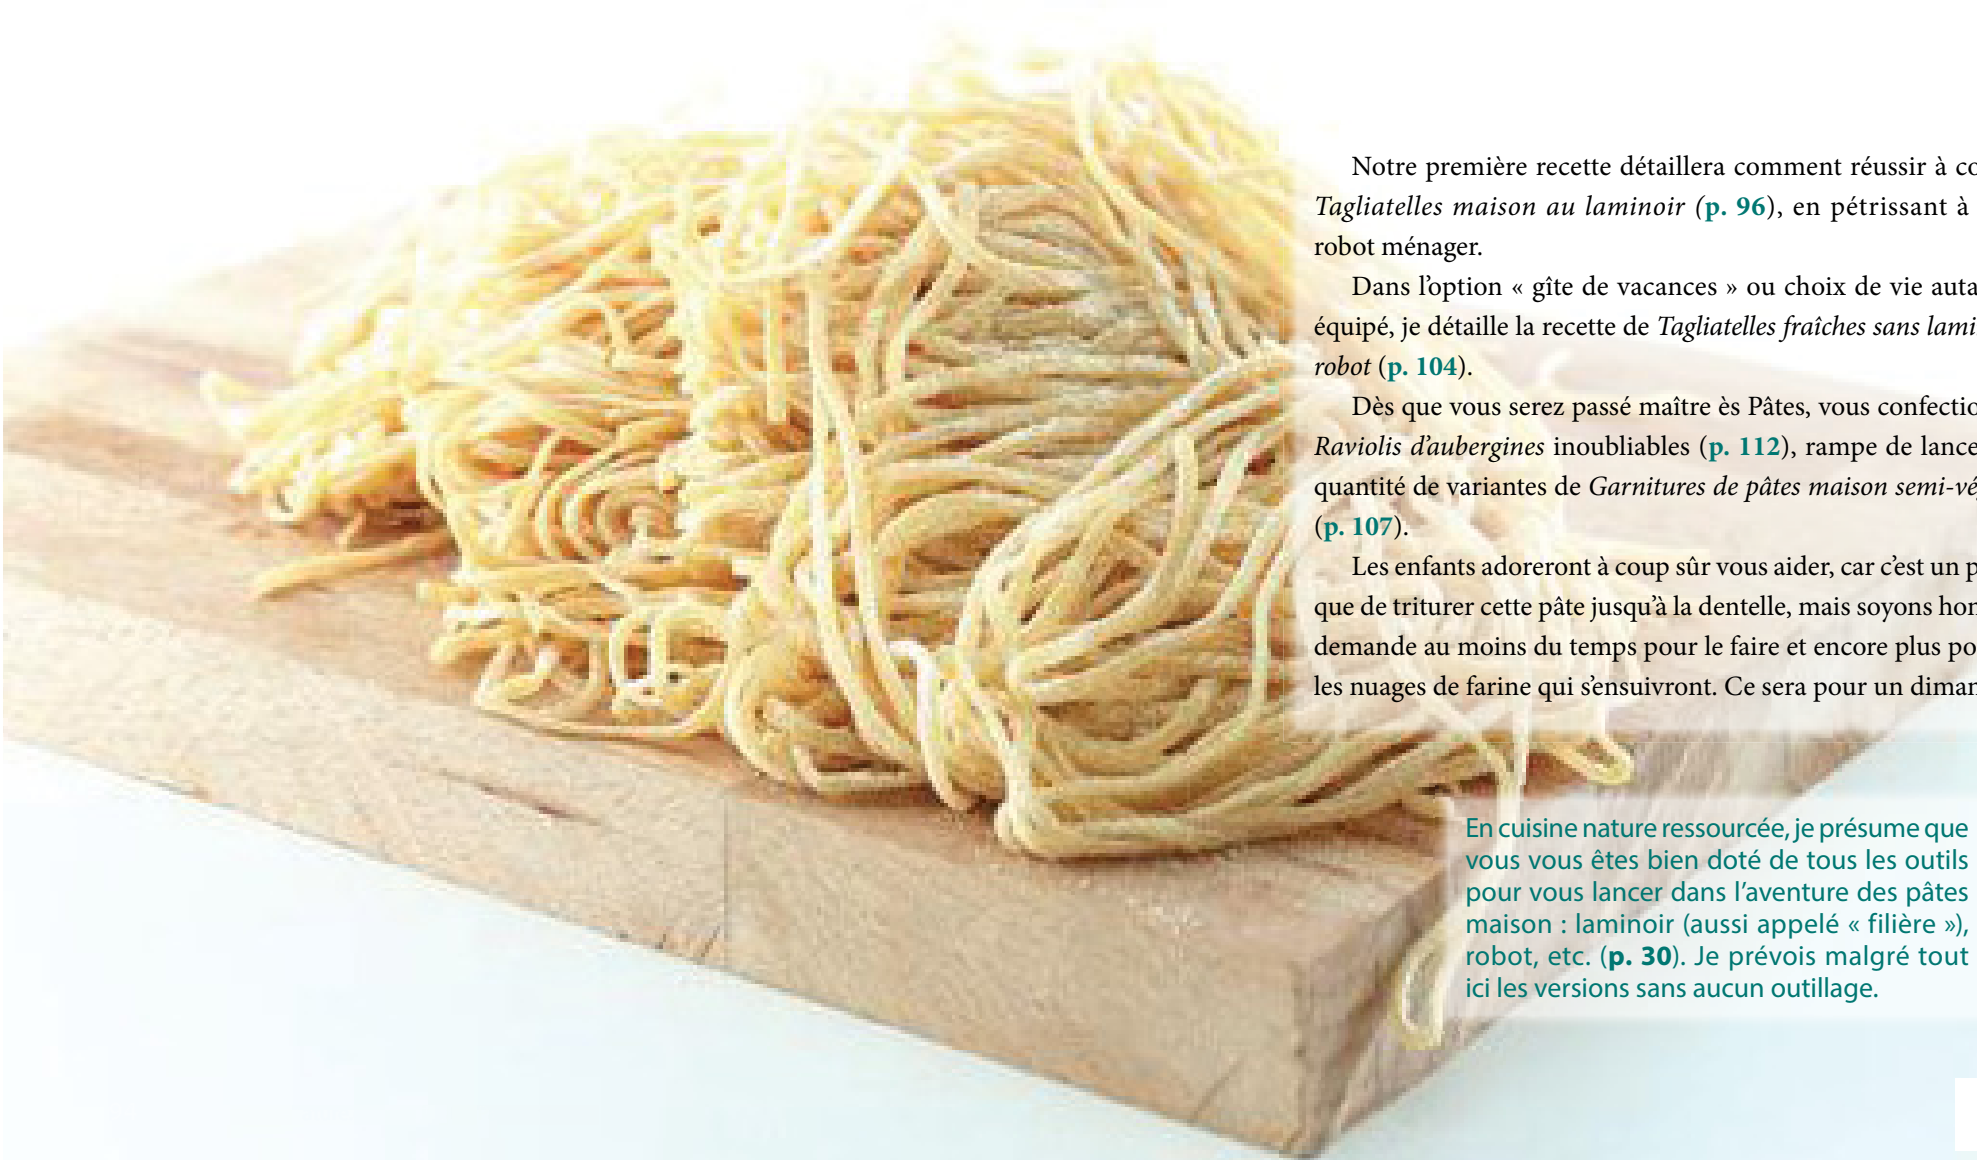 Notre première recette détaillera comment réussir à co
Tagliatelles maison au laminoir (p. 96), en pétrissant à
robot ménager.
Dans l’option « gîte de vacances » ou choix de vie auta
équipé, je détaille la recette de Tagliatelles fraîches sans lami
robot (p. 104).
Dès que vous serez passé maître ès Pâtes, vous confectio
Raviolis d’aubergines inoubliables (p. 112), rampe de lance
quantité de variantes de Garnitures de pâtes maison semi-vé
(p. 107).
Les enfants adoreront à coup sûr vous aider, car c’est un p
que de triturer cette pâte jusqu’à la dentelle, mais soyons hon
demande au moins du temps pour le faire et encore plus po
les nuages de farine qui s’ensuivront. Ce sera pour un diman
En cuisine nature ressourcée, je présume que
vous vous êtes bien doté de tous les outils
pour vous lancer dans l’aventure des pâtes
maison : laminoir (aussi appelé « filière »),
robot, etc. (p. 30). Je prévois malgré tout
ici les versions sans aucun outillage.